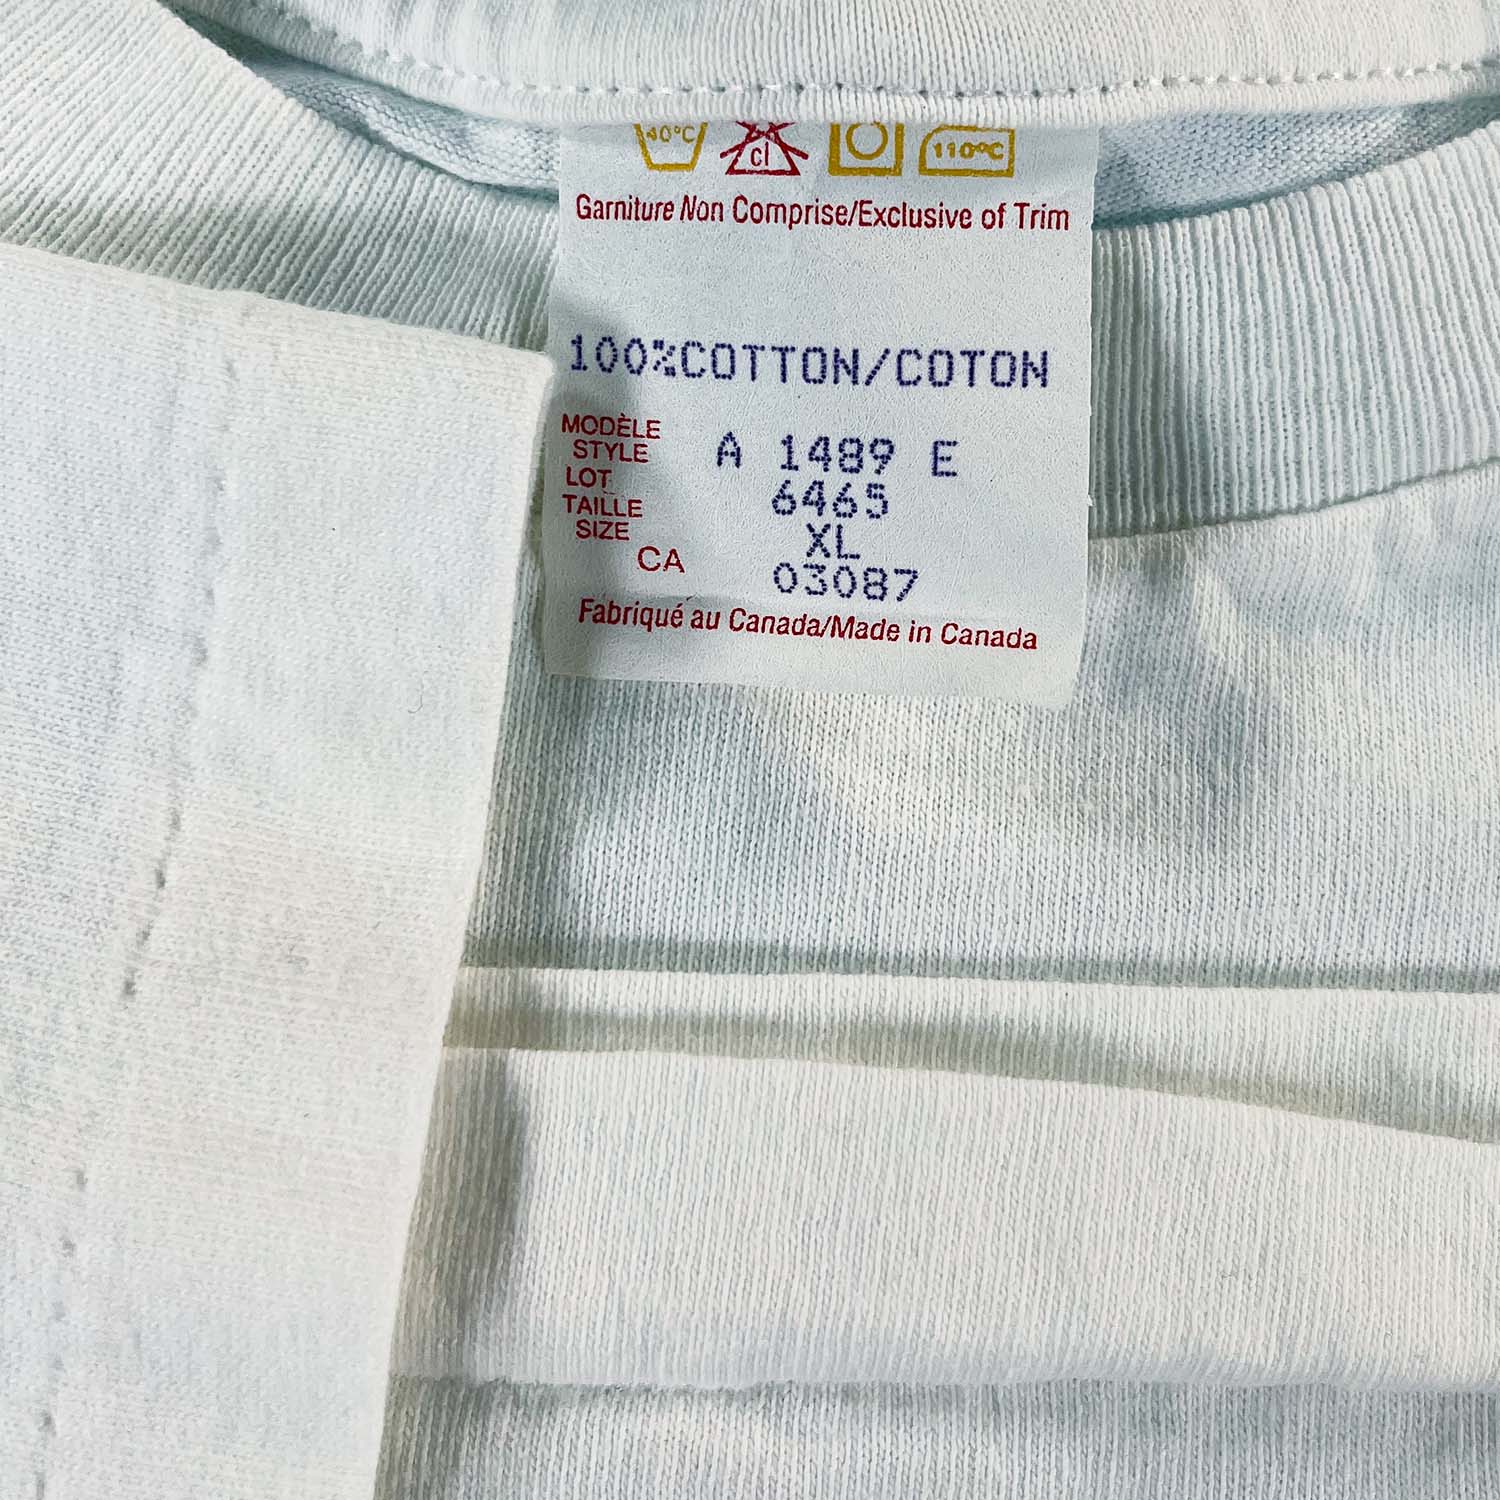 40°C cl 110°C
Garniture Non Comprise/Exclusive of Trim
100%COTTON/COTON
MODÈLE
STYLE A 1489 E
LOT 6465
TAILLE
SIZE XL
CA 03087
Fabriqué au Canada/Made in Canada